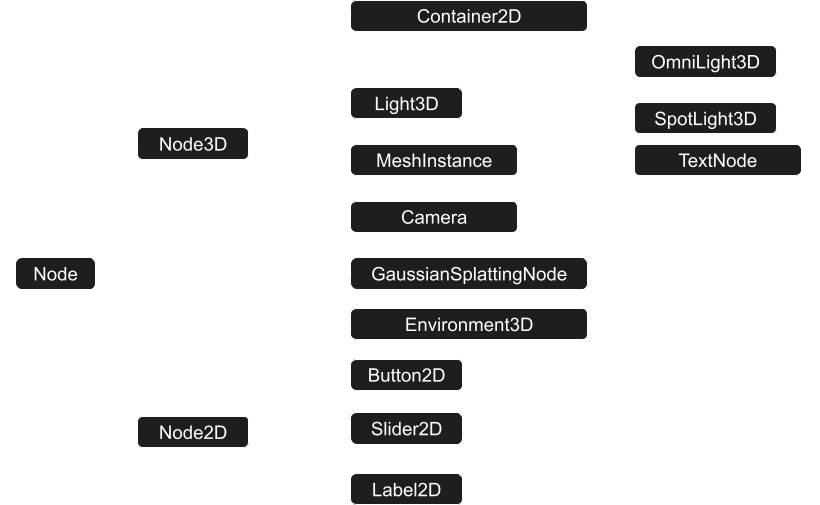 Container2D
OmniLight3D
Light3D
SpotLight3D
Node3D
MeshInstance
TextNode
Camera
Node
GaussianSplattingNode
Environment3D
Button2D
Node2D
Slider2D
Label2D